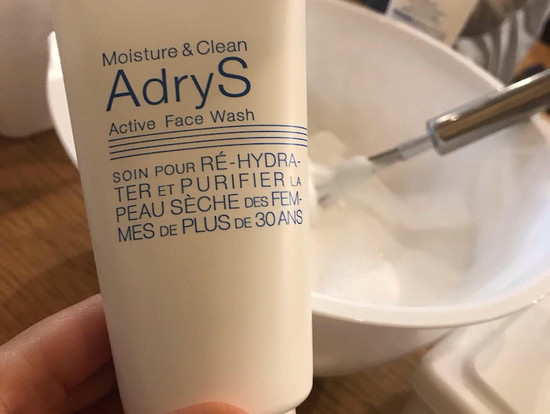 Moisture & Clean
AdryS
Active Face Wash
SOIN POUR RÉ-HYDRA-
TER ET PURIFIER LA
PEAU SÈCHE DES FEM-
MES DE PLUS DE 30 ANS